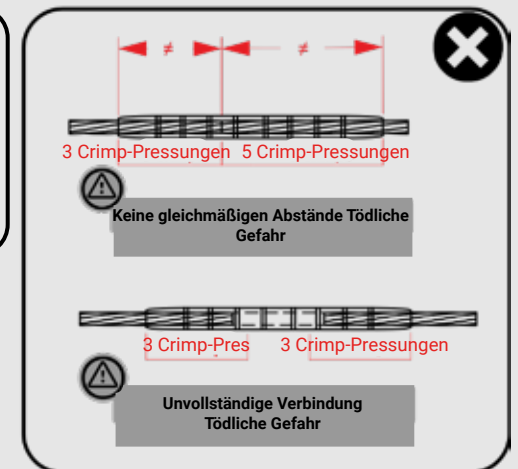 ≠ ≠
3 Crimp-Pressungen 5 Crimp-Pressungen
Keine gleichmäßigen Abstände Tödliche
Gefahr
3 Crimp-Pres 3 Crimp-Pressungen
Unvollständige Verbindung
Tödliche Gefahr